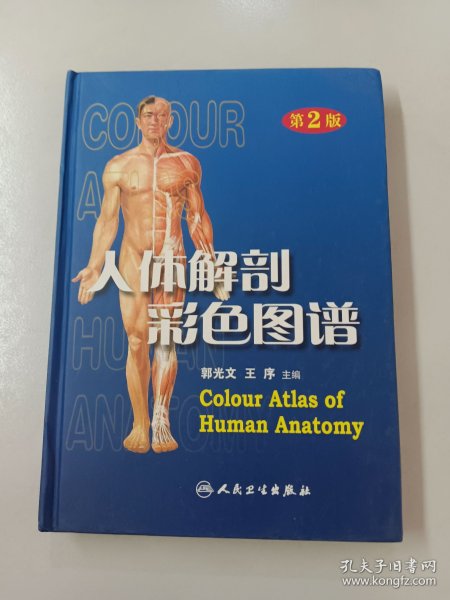 COLOUR
第2版
人体解剖
彩色图谱
HUMAN
ANATOMY
郭光文 王序 主编
Colour Atlas of
Human Anatomy
人民卫生出版社
孔夫子旧书网
www.kongfz.com